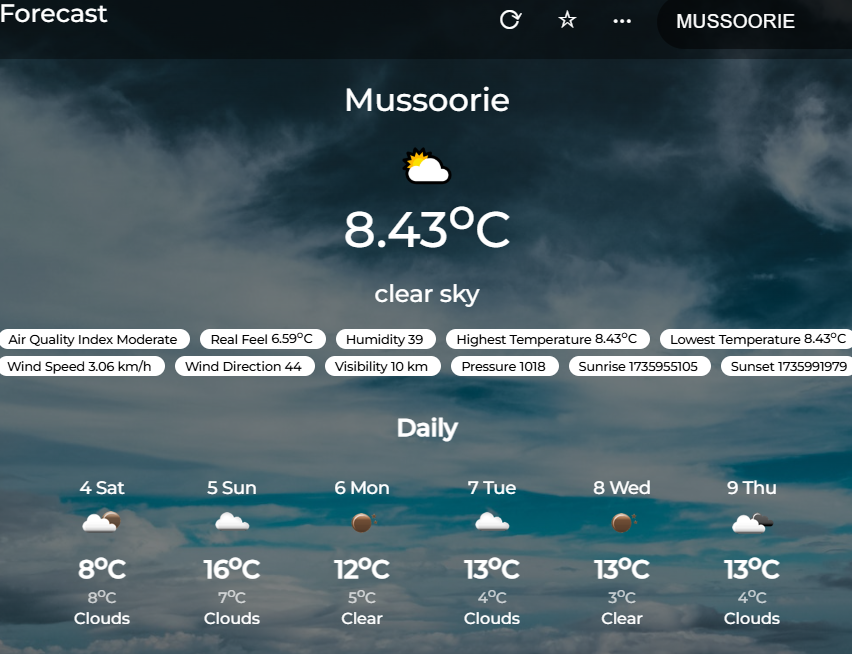 Forecast
MUSSOORIE
Mussoorie
8.43°C
clear sky
Air Quality Index Moderate Real Feel 6.59°C Humidity 39 Highest Temperature 8.43°C Lowest Temperature 8.43°C
Wind Speed 3.06 km/h Wind Direction 44 Visibility 10 km Pressure 1018 Sunrise 1735955105 Sunset 1735991979
Daily
4 Sat 5 Sun 6 Mon 7 Tue 8 Wed 9 Thu
8°C 16°C 12°C 13°C 13°C 13°C
8°C 7°C 5°C 4°C 3°C 4°C
Clouds Clouds Clear Clouds Clear Clouds